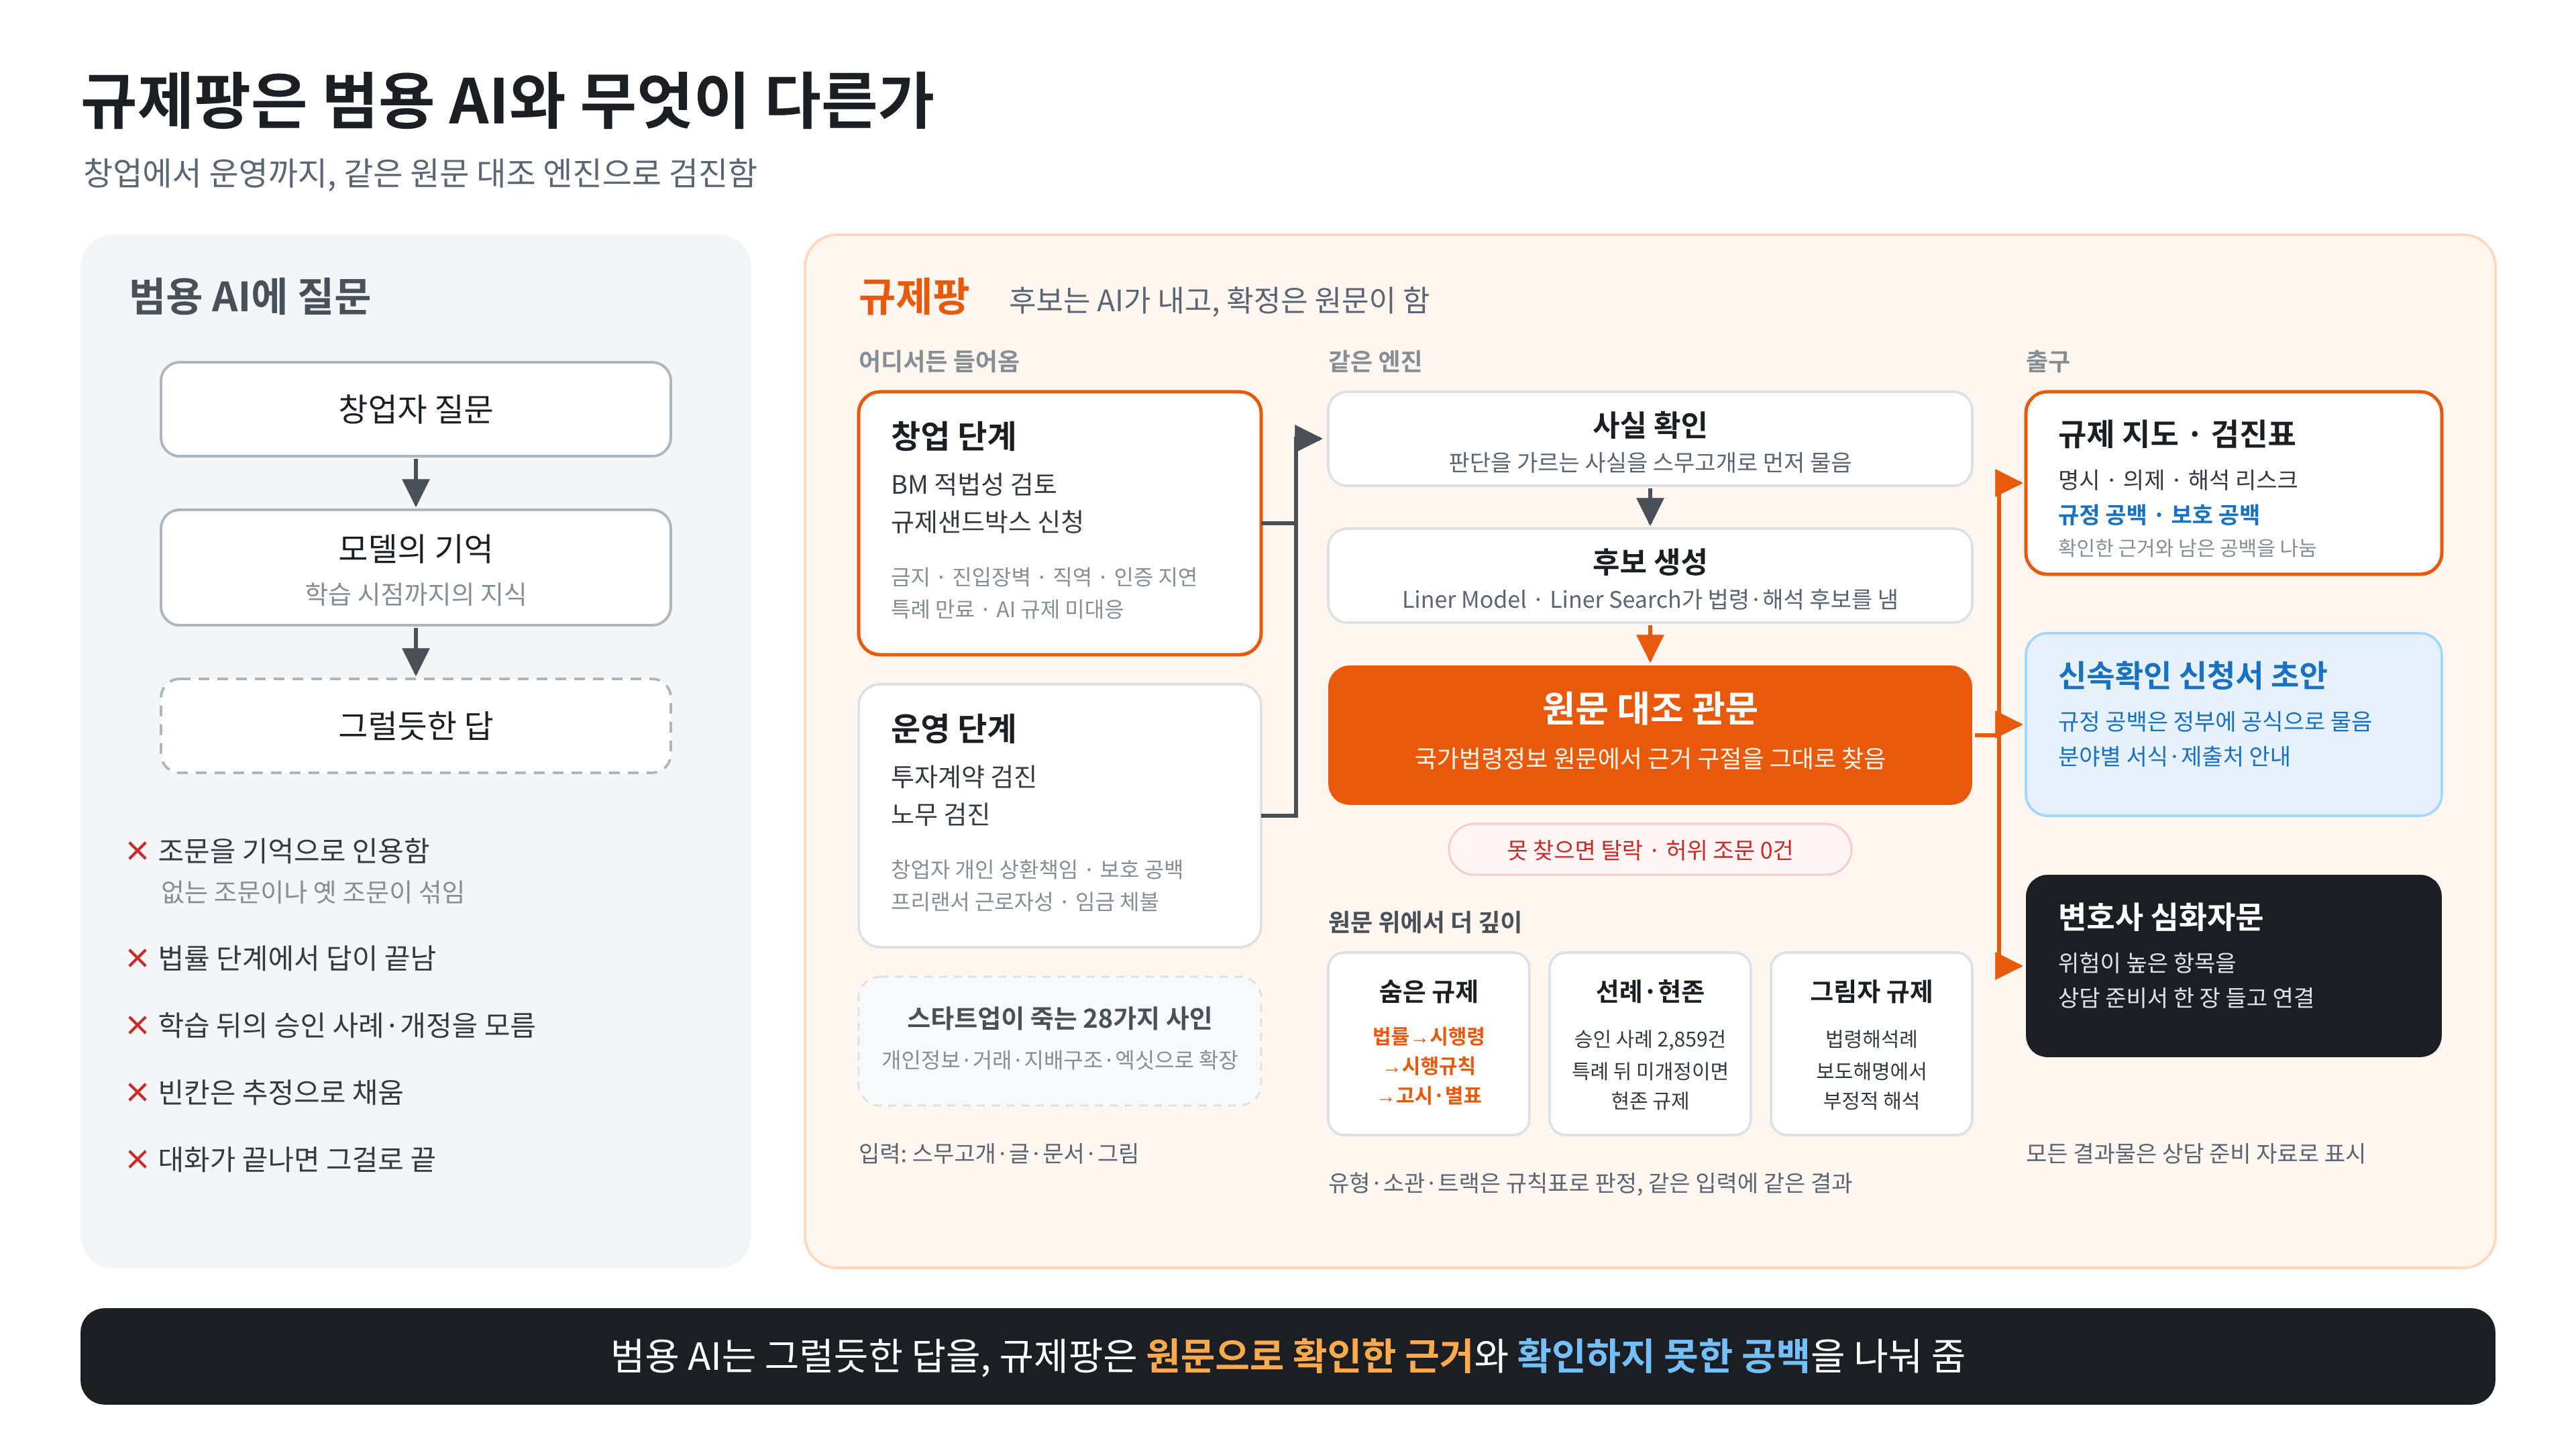 규제팡은 범용 AI와 무엇이 다른가
창업에서 운영까지, 같은 원문 대조 엔진으로 검진함
범용 AI에 질문
창업자 질문
모델의 기억
학습 시점까지의 지식
그럴듯한 답
✕ 조문을 기억으로 인용함
없는 조문이나 옛 조문이 섞임
✕ 법률 단계에서 답이 끝남
✕ 학습 뒤의 승인 사례·개정을 모름
✕ 빈칸은 추정으로 채움
✕ 대화가 끝나면 그걸로 끝
규제팡 후보는 AI가 내고, 확정은 원문이 함
어디서든 들어옴
창업 단계
BM 적법성 검토
규제샌드박스 신청
금지 · 진입장벽 · 직역 · 인증 지연
특례 만료 · AI 규제 미대응
운영 단계
투자계약 검진
노무 검진
창업자 개인 상환책임 · 보호 공백
프리랜서 근로자성 · 임금 체불
스타트업이 죽는 28가지 사인
개인정보·거래·지배구조·엑싯으로 확장
입력: 스무고개·글·문서·그림
같은 엔진
사실 확인
판단을 가르는 사실을 스무고개로 먼저 물음
후보 생성
Liner Model · Liner Search가 법령·해석 후보를 냄
원문 대조 관문
국가법령정보 원문에서 근거 구절을 그대로 찾음
못 찾으면 탈락 · 허위 조문 0건
원문 위에서 더 깊이
숨은 규제
법률→시행령
→시행규칙
→고시·별표
선례·현존
승인 사례 2,859건
특례 뒤 미개정이면
현존 규제
그림자 규제
법령해석례
보도해명에서
부정적 해석
유형·소관·트랙은 규칙표로 판정, 같은 입력에 같은 결과
출구
규제 지도 · 검진표
명시 · 의제 · 해석 리스크
규정 공백 · 보호 공백
확인한 근거와 남은 공백을 나눔
신속확인 신청서 초안
규정 공백은 정부에 공식으로 물음
분야별 서식·제출처 안내
변호사 심화자문
위험이 높은 항목을
상담 준비서 한 장 들고 연결
모든 결과물은 상담 준비 자료로 표시
범용 AI는 그럴듯한 답을, 규제팡은 원문으로 확인한 근거와 확인하지 못한 공백을 나눠 줌